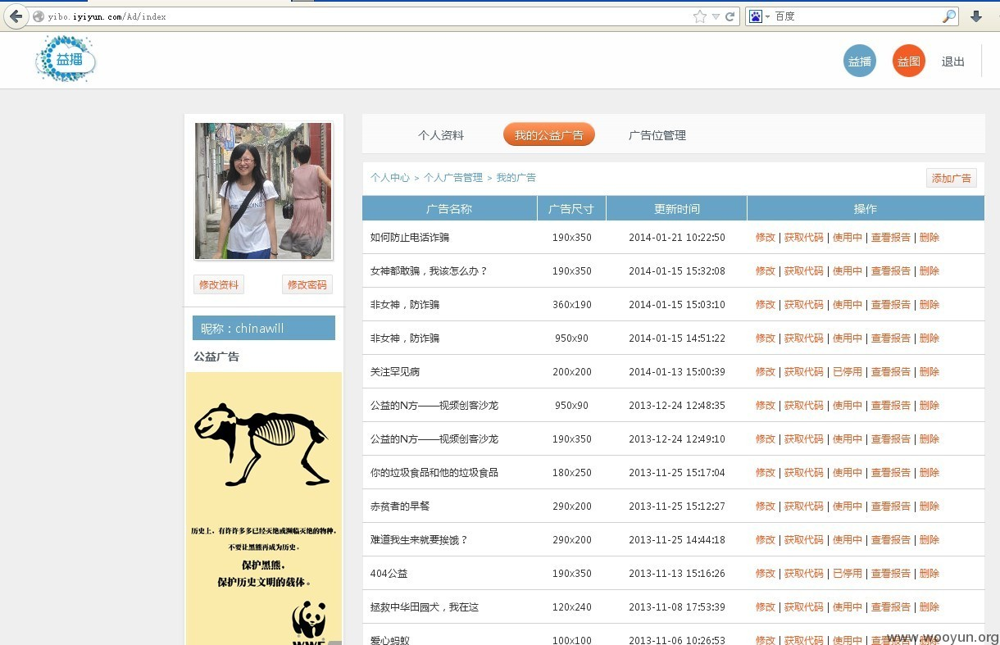 yibo.iyiyun.com/Ad/index
百度
益播
益播
益图
退出
个人资料
我的公益广告
广告位管理
个人中心 > 个人广告管理 > 我的广告
添加广告
广告名称 广告尺寸 更新时间 操作
如何防止电话诈骗 190x350 2014-01-21 10:22:50 修改 | 获取代码 | 使用中 | 查看报告 | 删除
女神都敢骗，我该怎么办？ 190x350 2014-01-15 15:32:08 修改 | 获取代码 | 使用中 | 查看报告 | 删除
非女神，防诈骗 360x190 2014-01-15 15:03:10 修改 | 获取代码 | 使用中 | 查看报告 | 删除
非女神，防诈骗 950x90 2014-01-15 14:51:22 修改 | 获取代码 | 使用中 | 查看报告 | 删除
关注罕见病 200x200 2014-01-13 15:00:39 修改 | 获取代码 | 已停用 | 查看报告 | 删除
公益的N方——视频创客沙龙 950x90 2013-12-24 12:48:35 修改 | 获取代码 | 使用中 | 查看报告 | 删除
公益的N方——视频创客沙龙 190x350 2013-12-24 12:49:10 修改 | 获取代码 | 使用中 | 查看报告 | 删除
你的垃圾食品和他的垃圾食品 180x250 2013-11-25 15:17:04 修改 | 获取代码 | 使用中 | 查看报告 | 删除
赤贫者的早餐 290x200 2013-11-25 15:12:27 修改 | 获取代码 | 使用中 | 查看报告 | 删除
难道我生来就要挨饿？ 290x200 2013-11-25 14:44:18 修改 | 获取代码 | 使用中 | 查看报告 | 删除
404公益 190x350 2013-11-13 15:16:26 修改 | 获取代码 | 已停用 | 查看报告 | 删除
拯救中华田园犬，我在这 120x240 2013-11-08 17:53:39 修改 | 获取代码 | 使用中 | 查看报告 | 删除
爱心蚂蚁 100x100 2013-11-06 10:26:53 修改 | 获取代码 | 使用中 | 查看报告 | 删除
修改资料
修改密码
昵称：chinawill
公益广告
历史上，有许许多多已经灭绝或濒临灭绝的物种，
不要让黑熊再成为历史。
保护黑熊，
保护历史文明的载体。
WWF
www.wooyun.org